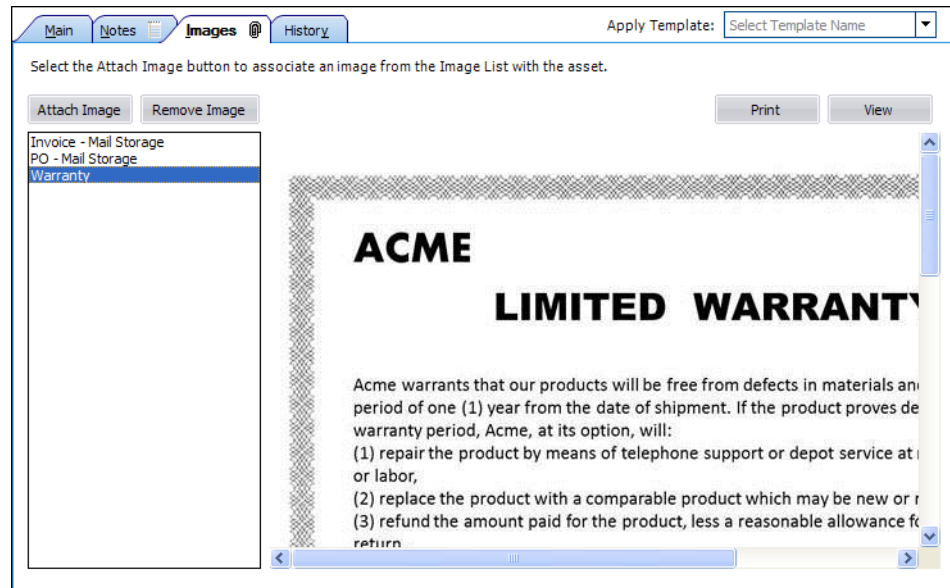 Main Notes Images History Apply Template: Select Template Name
Select the Attach Image button to associate an image from the Image List with the asset.
Attach Image Remove Image Print View
Invoice - Mail Storage
PO - Mail Storage
Warranty
ACME
LIMITED WARRANTY
Acme warrants that our products will be free from defects in materials an
period of one (1) year from the date of shipment. If the product proves de
warranty period, Acme, at its option, will:
(1) repair the product by means of telephone support or depot service at
or labor,
(2) replace the product with a comparable product which may be new or
(3) refund the amount paid for the product, less a reasonable allowance fo
return